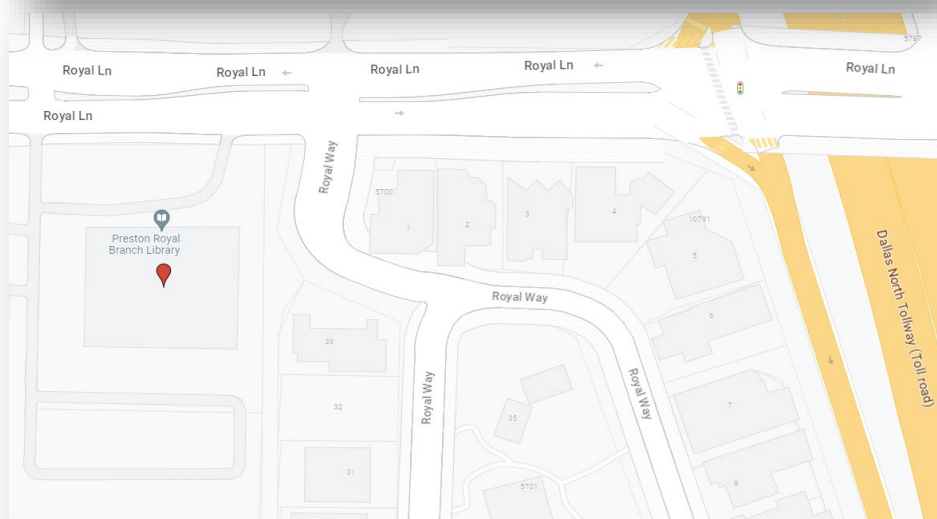 5787
Royal Ln
Royal Ln
Royal Ln
Royal Ln
Royal Ln
Royal Ln
Royal Way
5700
1
2
3
4
10791
5
Preston Royal
Branch Library
Dallas North Tollway (Toll road)
Royal Way
6
33
Royal Way
Royal Way
32
35
7
31
5701
8